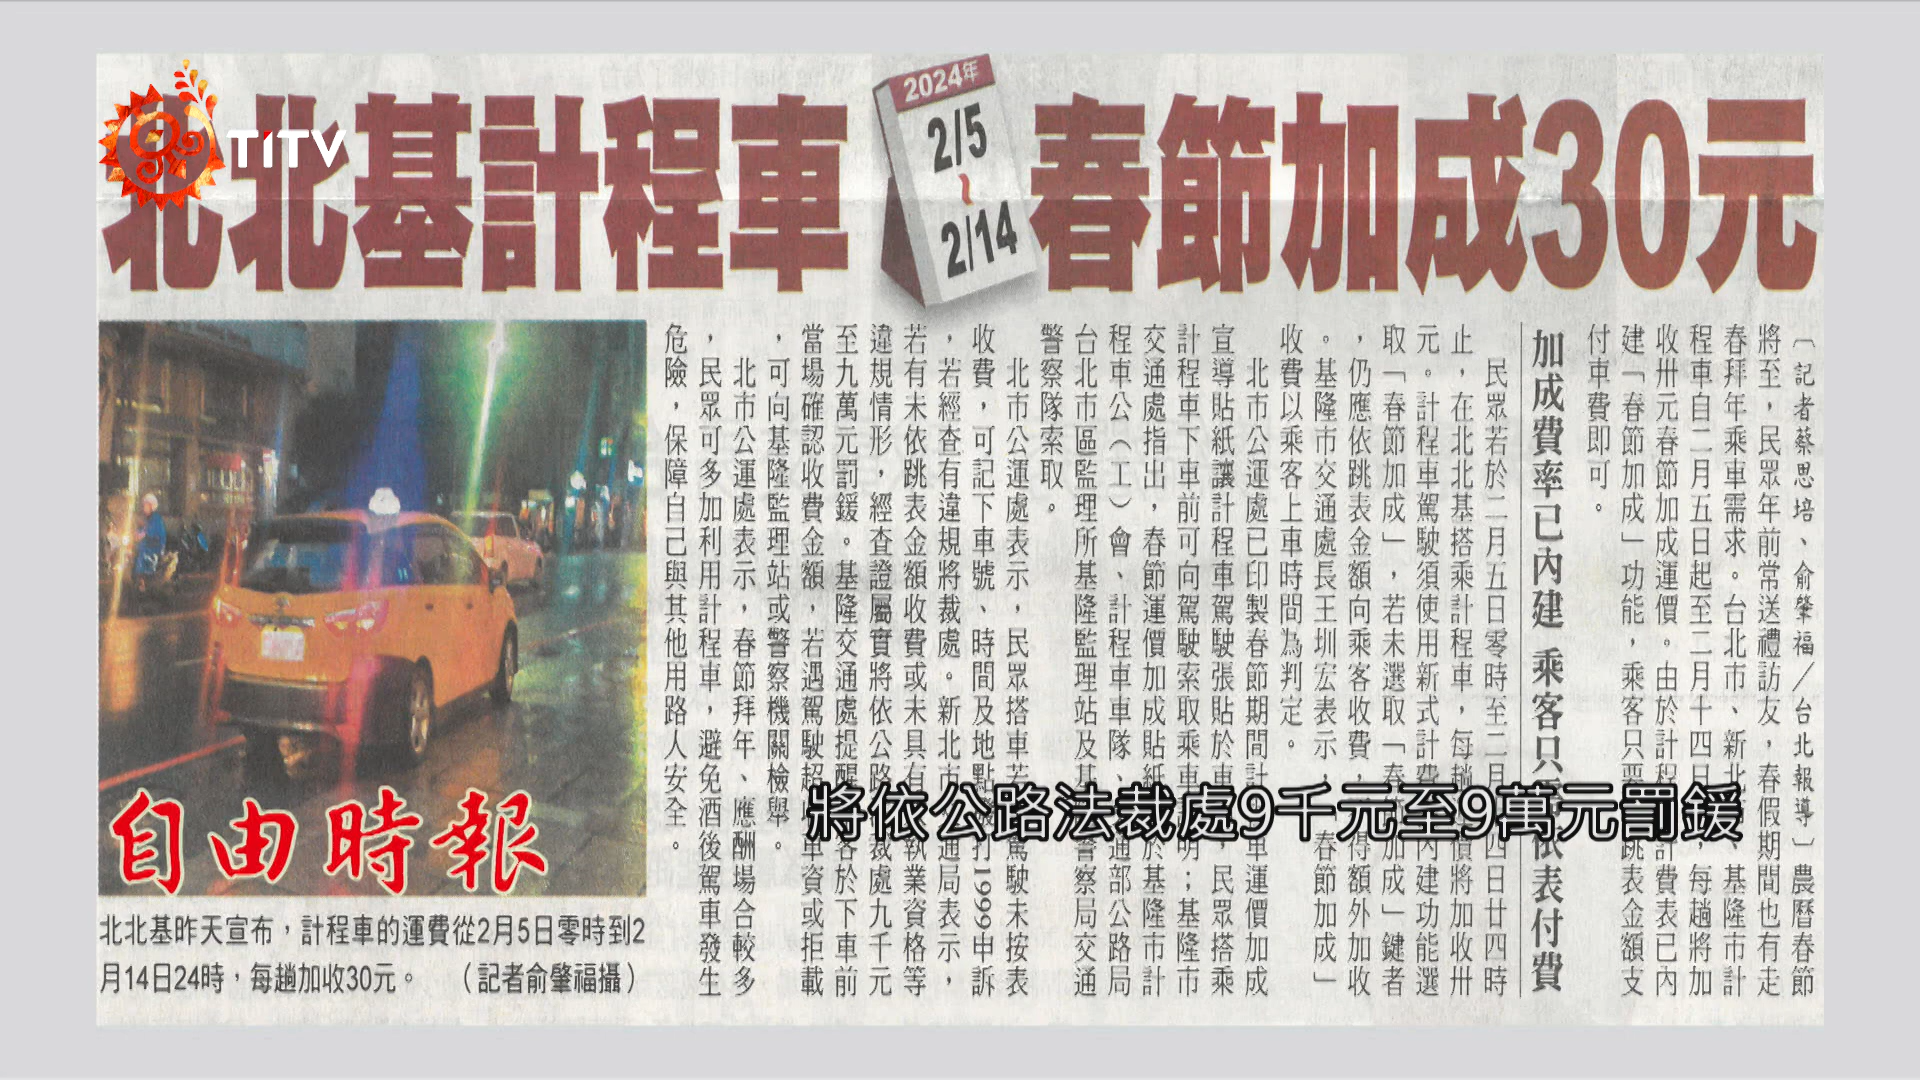 TiTV
北北基計程車
2024年
2/5
~
2/14
春節加成30元
〔記者蔡思培、俞肇福／台北報導〕農曆春節
將至，民眾年前常送禮訪友，春假期間也有走
春拜年乘車需求。台北市、新北市、基隆市計
程車自二月五日起至二月十四日，每趟將加
收卅元春節加成運價。由於計程車計費表已內
建「春節加成」功能，乘客只要依跳表金額支
付車費即可。
加成費率已內建 乘客只需依表付費
民眾若於二月五日零時至二月十四日廿四時
止，在北北基搭乘計程車，每趟車價將加收卅
元。計程車駕駛須使用新式計費表內建功能選
取「春節加成」，若未選取「春節加成」鍵者
，仍應依跳表金額向乘客收費，不得額外加收
。基隆市交通處長王圳宏表示，「春節加成」
收費以乘客上車時間為判定。
北市公運處已印製春節期間計程車運價加成
宣導貼紙讓計程車駕駛張貼於車內，民眾搭乘
計程車下車前可向駕駛索取乘車證明；基隆市
交通處指出，春節運價加成貼紙將於基隆市計
程車公（工）會、計程車車隊、交通部公路局
台北市區監理所基隆監理站及基隆警察局交通
警察隊索取。
北市公運處表示，民眾搭車若遇駕駛未按表
收費，可記下車號、時間及地點撥打1999申訴
，若經查有違規將裁處。新北市交通局表示，
若有未依跳表金額收費或未具有執業資格等
違規情形，經查證屬實將依公路法裁處九千元
至九萬元罰鍰。基隆交通處提醒乘客於下車前
當場確認收費金額，若遇駕駛超收車資或拒載
，可向基隆監理站或警察機關檢舉。
北市公運處表示，春節拜年、應酬場合較多
，民眾可多加利用計程車，避免酒後駕車發生
危險，保障自己與其他用路人安全。
將依公路法裁處9千元至9萬元罰鍰
自由時報
北北基昨天宣布，計程車的運費從2月5日零時到2
月14日24時，每趟加收30元。 （記者俞肇福攝）